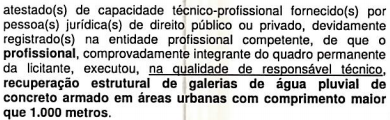 atestado(s) de capacidade técnico-profissional fornecido(s) por
pessoa(s) jurídica(s) de direito público ou privado, devidamente
registrado(s) na entidade profissional competente, de que o
profissional, comprovadamente integrante do quadro permanente
da licitante, executou, na qualidade de responsável técnico,
recuperação estrutural de galerias de água pluvial de
concreto armado em áreas urbanas com comprimento maior
que 1.000 metros.